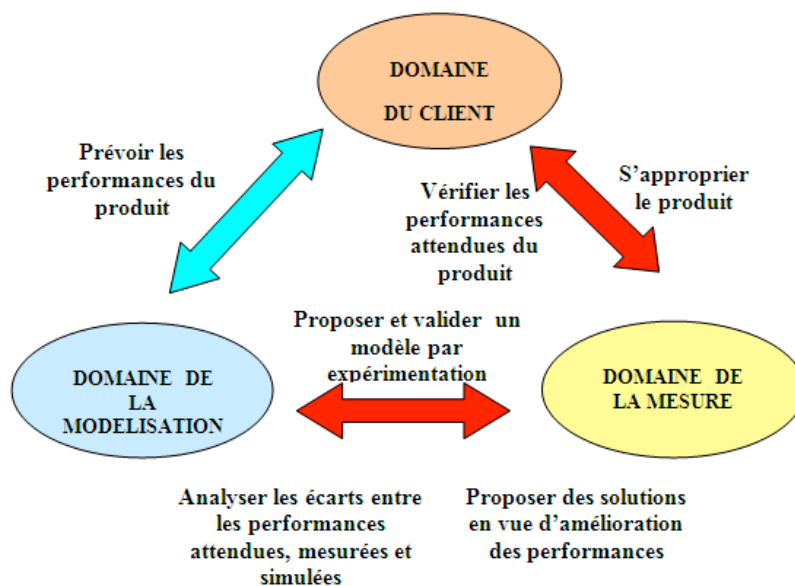 DOMAINE
DU CLIENT
Prévoir les
performances du
produit
Vérifier les
performances
attendues du
produit
S’approprier
le produit
Proposer et valider un
modèle par
expérimentation
DOMAINE DE
LA
MODELISATION
DOMAINE DE
LA MESURE
Analyser les écarts entre
les performances
attendues, mesurées et
simulées
Proposer des solutions
en vue d’amélioration
des performances